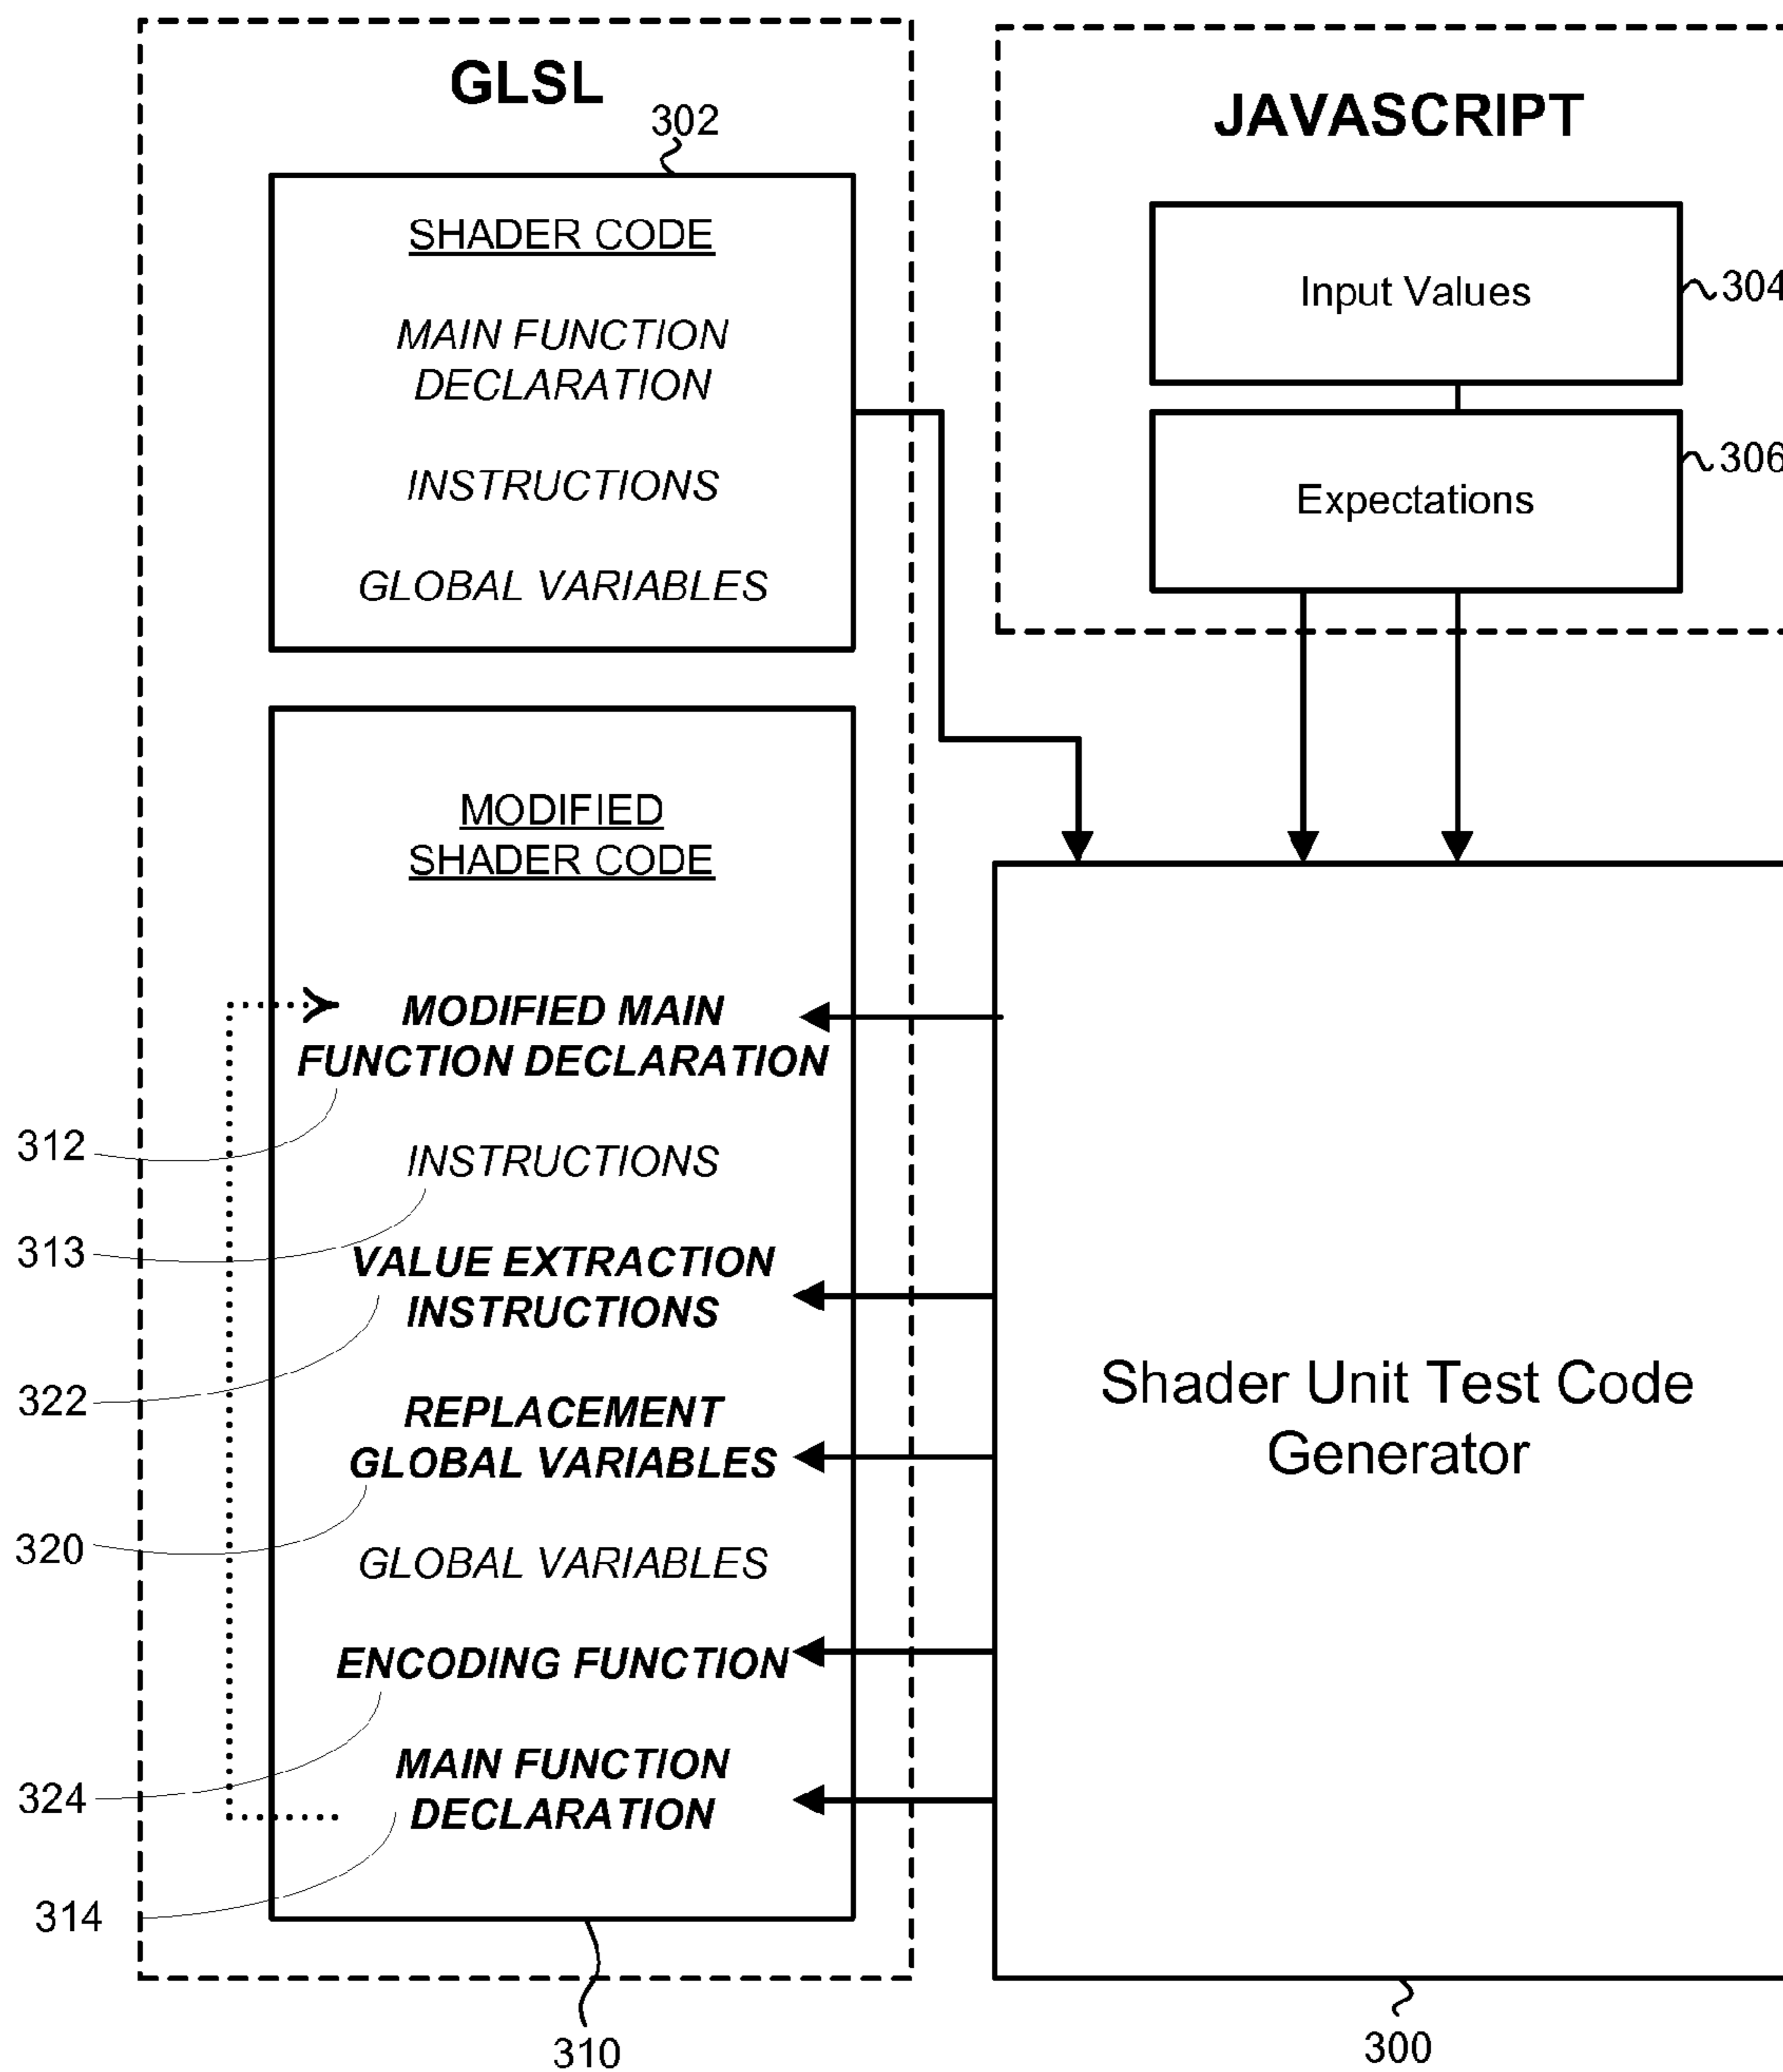 GLSL
302
SHADER CODE
MAIN FUNCTION
DECLARATION
INSTRUCTIONS
GLOBAL VARIABLES
JAVASCRIPT
Input Values
304
Expectations
306
MODIFIED
SHADER CODE
MODIFIED MAIN
FUNCTION DECLARATION
312
INSTRUCTIONS
313
VALUE EXTRACTION
INSTRUCTIONS
322
REPLACEMENT
GLOBAL VARIABLES
320
GLOBAL VARIABLES
ENCODING FUNCTION
324
MAIN FUNCTION
DECLARATION
314
310
Shader Unit Test Code
Generator
300